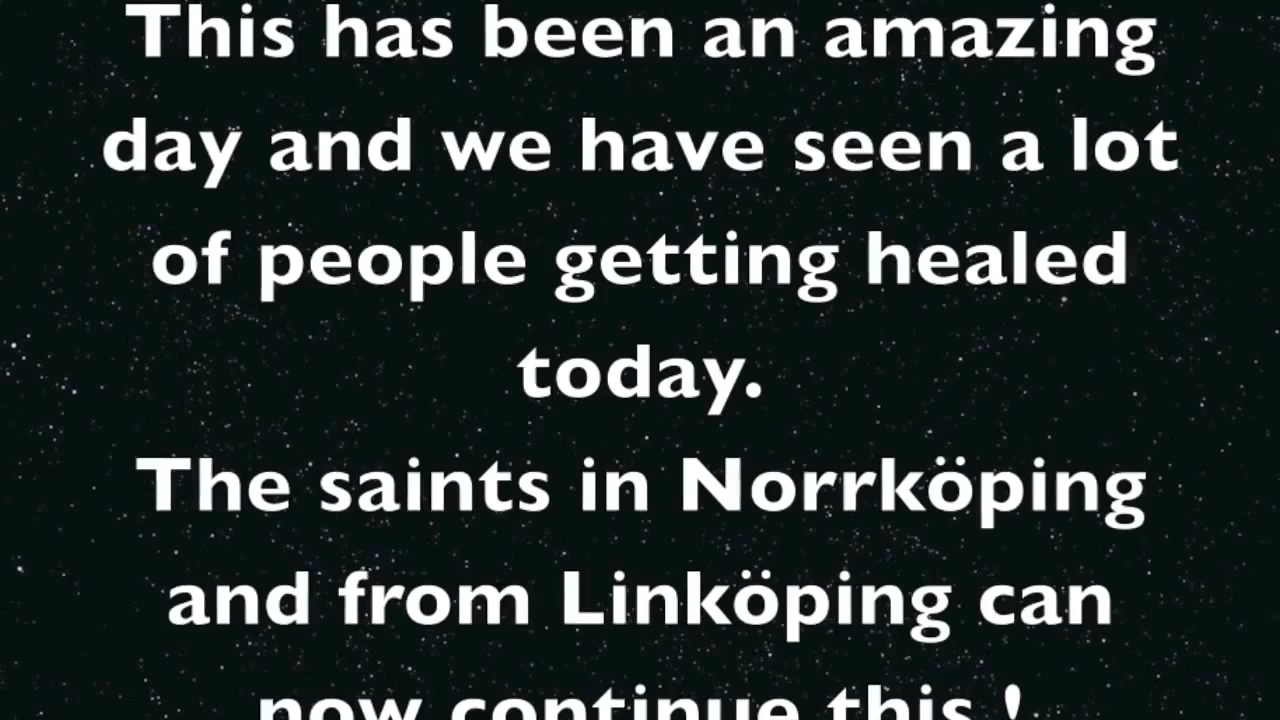 This has been an amazing
day and we have seen a lot
of people getting healed
today.
The saints in Norrköping
and from Linköping can
now continue this !